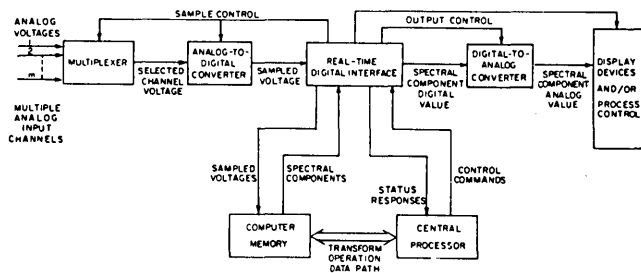 SAMPLE CONTROL
OUTPUT CONTROL
ANALOG
VOLTAGES
1
2
m
MULTIPLE
ANALOG
INPUT
CHANNELS
MULTIPLEXER
SELECTED
CHANNEL
VOLTAGE
ANALOG-TO-
DIGITAL
CONVERTER
SAMPLED
VOLTAGE
REAL-TIME
DIGITAL INTERFACE
SPECTRAL
COMPONENT
DIGITAL
VALUE
DIGITAL-TO-
ANALOG
CONVERTER
SPECTRAL
COMPONENT
ANALOG
VALUE
DISPLAY
DEVICES
AND/OR
PROCESS
CONTROL
SAMPLED
VOLTAGES
SPECTRAL
COMPONENTS
STATUS
RESPONSES
CONTROL
COMMANDS
COMPUTER
MEMORY
TRANSFORM
OPERATION
DATA PATH
CENTRAL
PROCESSOR